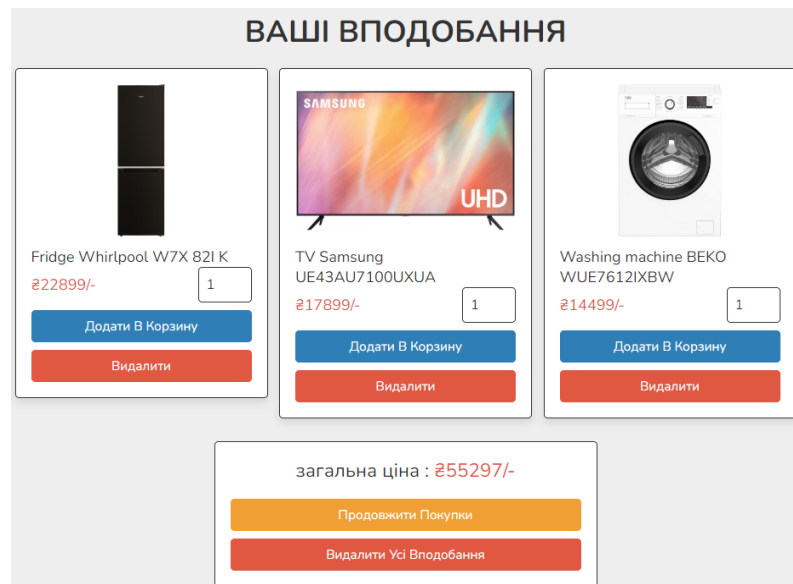 ВАШІ ВПОДОБАННЯ
SAMSUNG
UHD
Fridge Whirlpool W7X 82I K
₴22899/-
1
Додати В Корзину
Видалити
TV Samsung
UE43AU7100UXUA
₴17899/-
1
Додати В Корзину
Видалити
Washing machine BEKO
WUE7612IXBW
₴14499/-
1
Додати В Корзину
Видалити
загальна ціна : ₴55297/-
Продовжити Покупки
Видалити Усі Вподобання